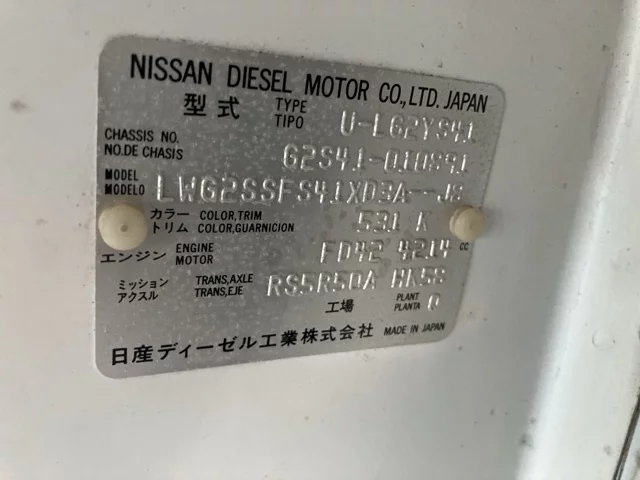 NISSAN DIESEL MOTOR CO., LTD. JAPAN
型式 TYPE TIPO U-LG2YS41
CHASSIS NO. NO. DE CHASIS G2S41-010891
MODEL MODELO
カラー トリム COLOR, TRIM COLOR, GUARNICION 531 K
エンジン ENGINE MOTOR FD42 4214 cc
ミッション アクスル TRANS, AXLE TRANS, EJE RS5R50A HK58
工場 PLANT PLANTA 0
日産ディーゼル工業株式会社 MADE IN JAPAN